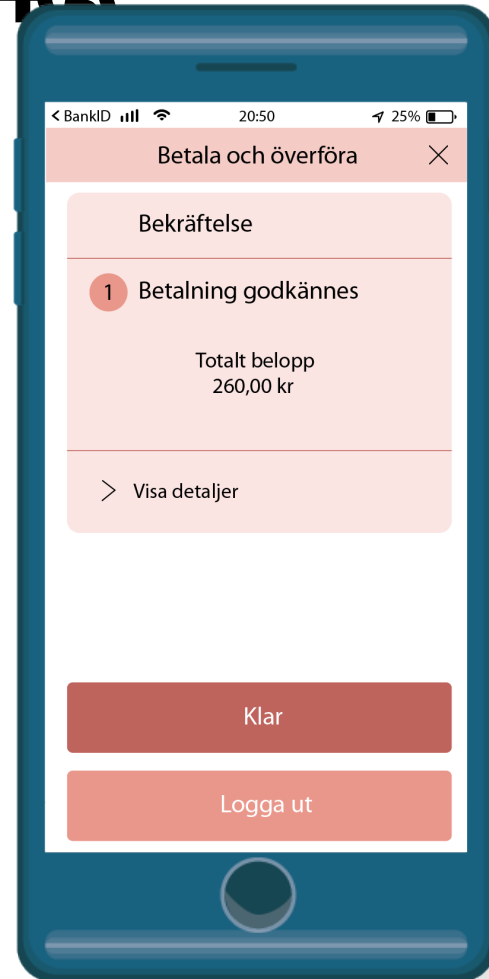 BankID 20:50 25%
Betala och överföra
Bekräftelse
1 Betalning godkännes
Totalt belopp
260,00 kr
Visa detaljer
Klar
Logga ut